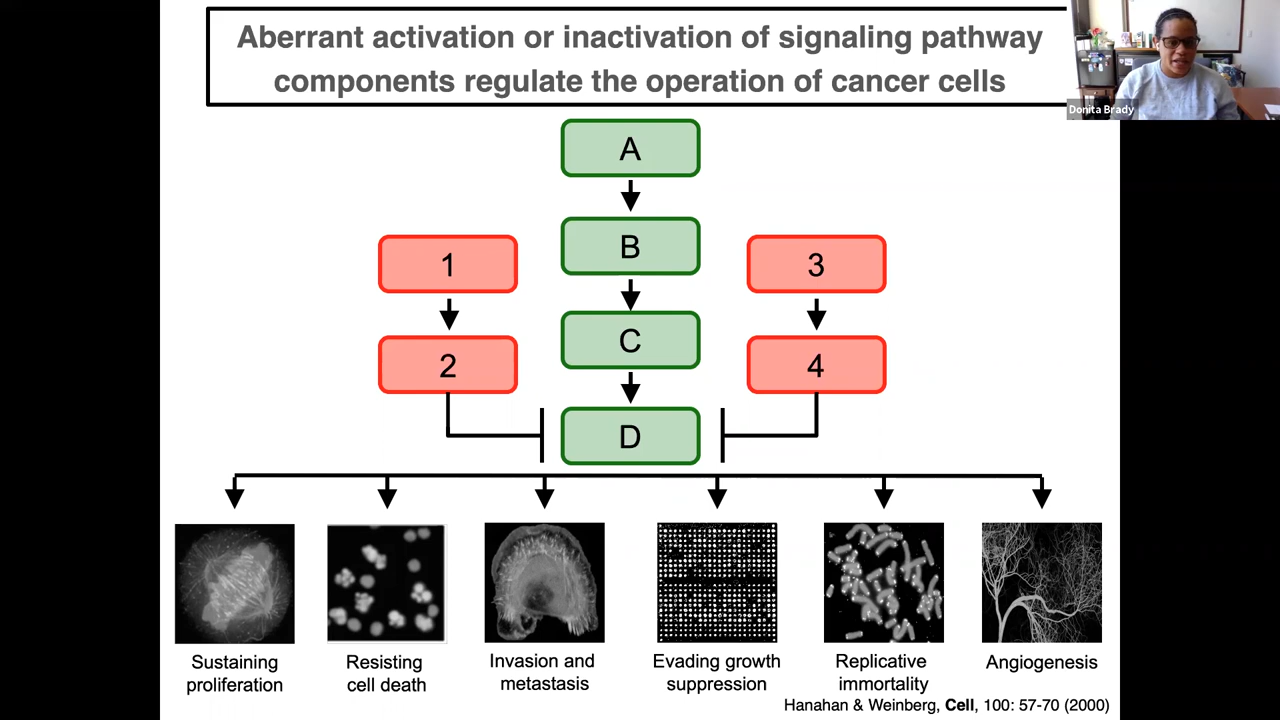 Aberrant activation or inactivation of signaling pathway
components regulate the operation of cancer cells
Donita Brady
A
B
1
3
C
2
4
D
Sustaining
proliferation
Resisting
cell death
Invasion and
metastasis
Evading growth
suppression
Replicative
immortality
Angiogenesis
Hanahan & Weinberg, Cell, 100: 57-70 (2000)